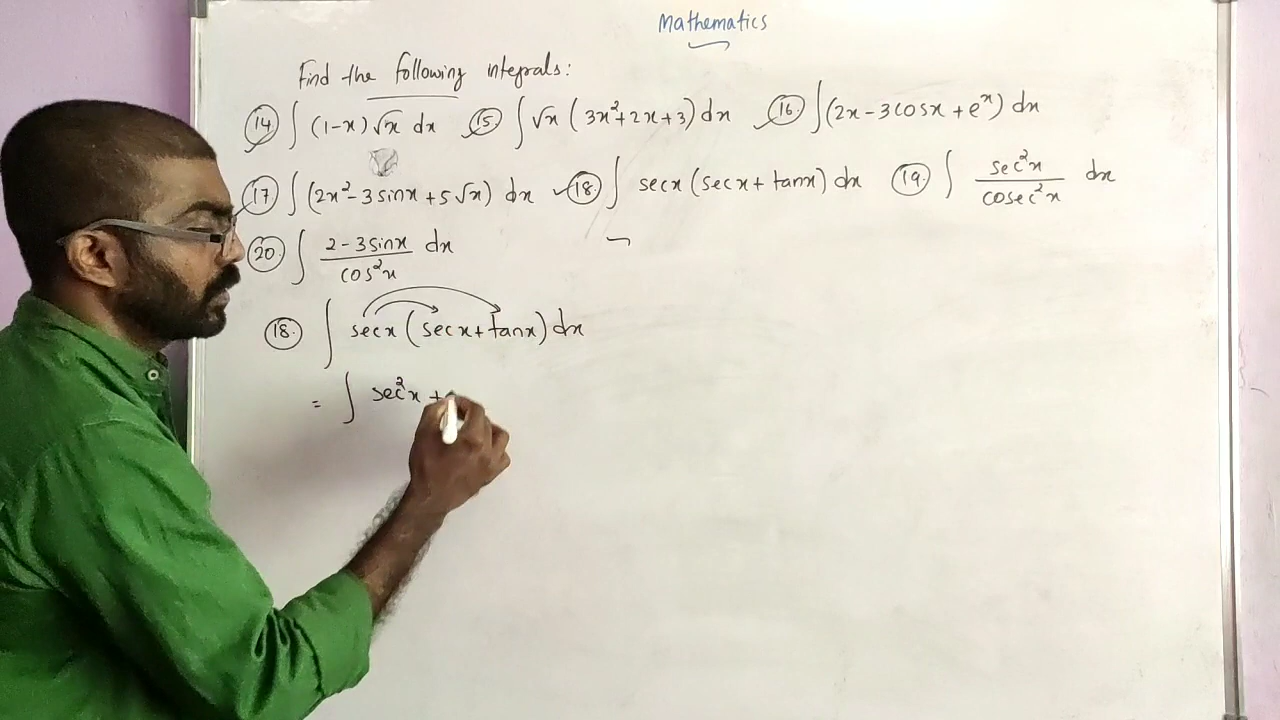 Mathematics
Find the following integrals:
(14) ∫ (1-x) √x dx (15) ∫ √x (3x²+2x+3) dx (16) ∫ (2x-3cosx+eˣ) dx
(17) ∫ (2x²-3sinx+5√x) dx (18.) ∫ secx (secx+tanx) dx (19.) ∫ sec²x / cosec²x dx
(20.) ∫ 2-3sinx / cos²x dx
(18.) ∫ secx (secx+tanx) dx
= ∫ sec²x +